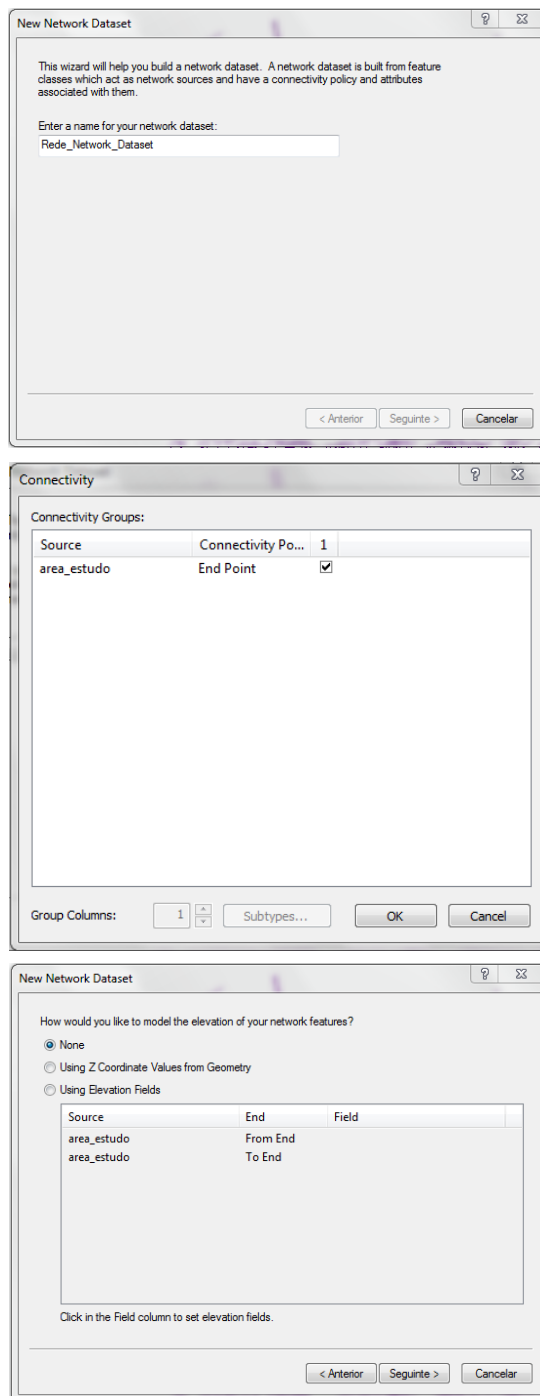 New Network Dataset
This wizard will help you build a network dataset. A network dataset is built from feature
classes which act as network sources and have a connectivity policy and attributes
associated with them.
Enter a name for your network dataset:
Rede_Network_Dataset
< Anterior Seguinte > Cancelar
Connectivity
Connectivity Groups:
Source Connectivity Po... 1
area_estudo End Point
Group Columns: 1 Subtypes... OK Cancel
New Network Dataset
How would you like to model the elevation of your network features?
None
Using Z Coordinate Values from Geometry
Using Elevation Fields
Source End Field
area_estudo From End
area_estudo To End
Click in the Field column to set elevation fields.
< Anterior Seguinte > Cancelar